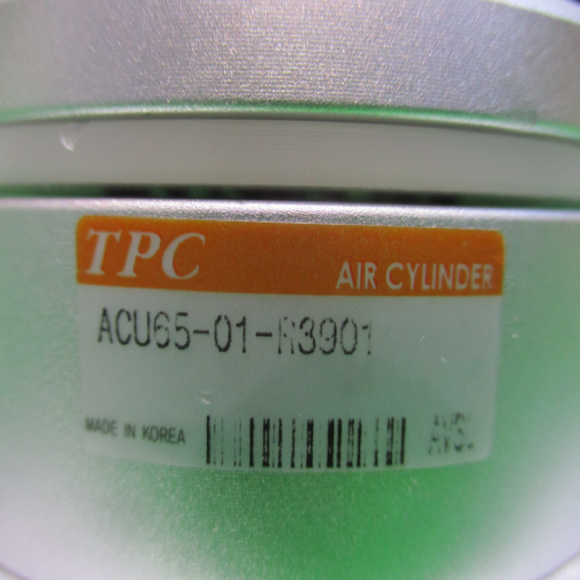 TPC
AIR CYLINDER
ACU65-01-R3901
MADE IN KOREA